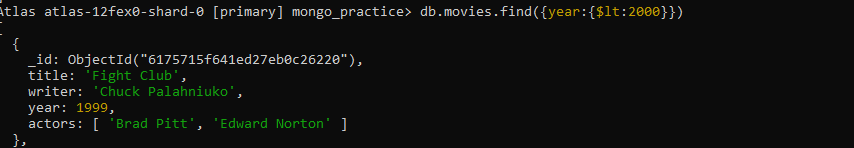 Atlas atlas-12fex0-shard-0 [primary] mongo_practice> db.movies.find({year:{$lt:2000}})
[
  {
    _id: ObjectId("6175715f641ed27eb0c26220"),
    title: 'Fight Club',
    writer: 'Chuck Palahniuko',
    year: 1999,
    actors: [ 'Brad Pitt', 'Edward Norton' ]
  },